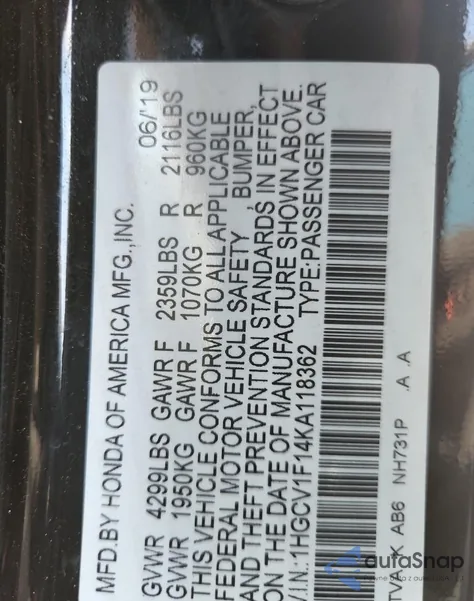 MFD.BY HONDA OF AMERICA MFG.,INC. 06/19
GVWR 4299LBS GAWR F 2359LBS R 2116LBS
GVWR 1950KG GAWR F 1070KG R 960KG
THIS VEHICLE CONFORMS TO ALL APPLICABLE
FEDERAL MOTOR VEHICLE SAFETY, BUMPER,
AND THEFT PREVENTION STANDARDS IN EFFECT
ON THE DATE OF MANUFACTURE SHOWN ABOVE.
V.I.N.:1HGCV1F14KA118362 TYPE:PASSENGER CAR
TVA- K AB6 NH731P .A .A
autaSnap